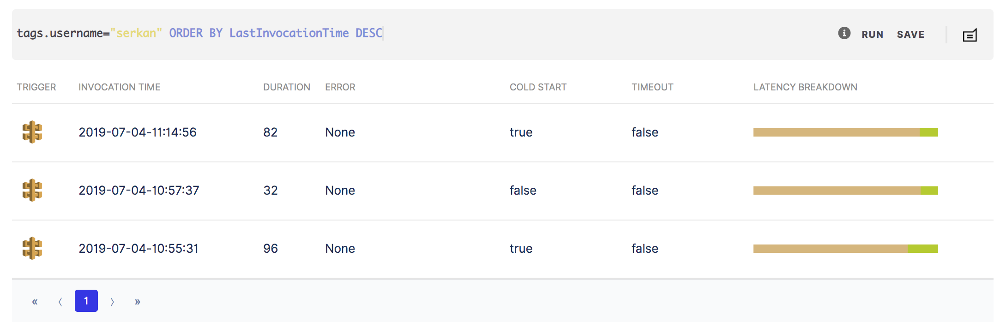 tags.username="serkan" ORDER BY LastInvocationTime DESC RUN SAVE
TRIGGER INVOCATION TIME DURATION ERROR COLD START TIMEOUT LATENCY BREAKDOWN
2019-07-04-11:14:56 82 None true false
2019-07-04-10:57:37 32 None false false
2019-07-04-10:55:31 96 None true false
« ‹ 1 › »